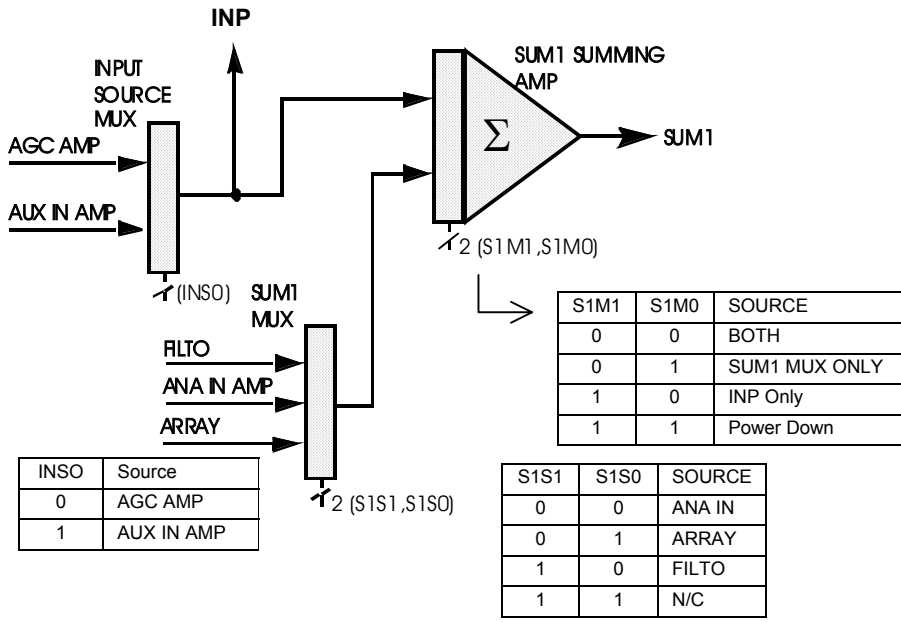 INP
INPUT
SOURCE
MUX
SUM1 SUMMING
AMP
AGC AMP
Σ
SUM1
AUX IN AMP
2 (S1M1,S1M0)
(INSO)
SUM1
MUX
FILTO
ANA IN AMP
ARRAY
2 (S1S1,S1S0)
S1M1 S1M0 SOURCE
0 0 BOTH
0 1 SUM1 MUX ONLY
1 0 INP Only
1 1 Power Down
INSO Source
0 AGC AMP
1 AUX IN AMP
S1S1 S1S0 SOURCE
0 0 ANA IN
0 1 ARRAY
1 0 FILTO
1 1 N/C